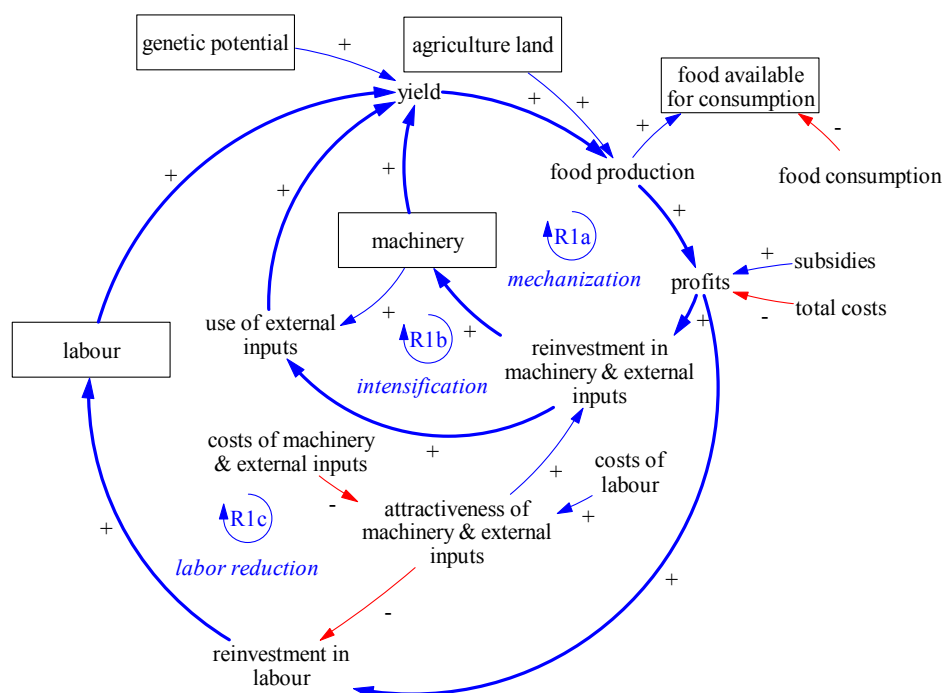 genetic potential
+
agriculture land
food available
for consumption
yield
+
+
+
-
food production
food consumption
+
+
+
+
machinery
R1a
mechanization
profits
+
subsidies
-
total costs
labour
use of external
inputs
+
R1b
intensification
+
+
reinvestment in
machinery & external
inputs
costs of machinery
& external inputs
+
+
costs of
labour
-
attractiveness of
machinery & external
inputs
+
R1c
labor reduction
+
-
+
reinvestment in
labour